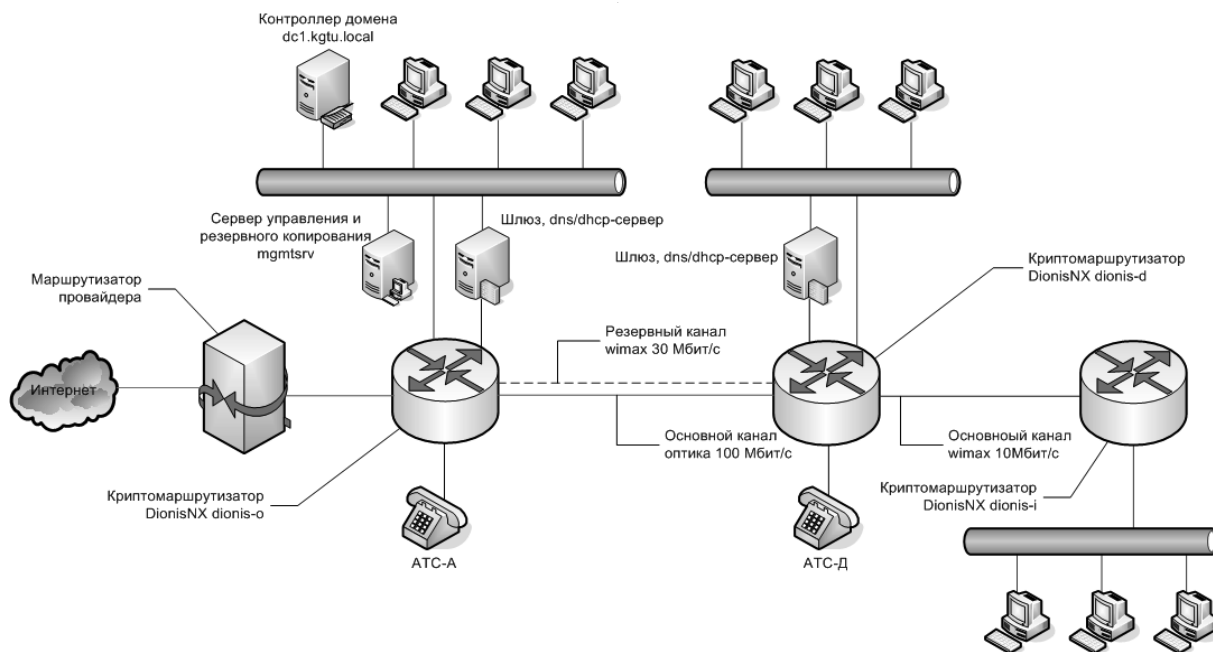 Контроллер домена
dc1.kgtu.local
Сервер управления и
резервного копирования
mgmtsrv
Шлюз, dns/dhcp-сервер
Шлюз, dns/dhcp-сервер
Криптомаршрутизатор
DionisNX dionis-d
Маршрутизатор
провайдера
Резервный канал
wimax 30 Мбит/с
Интернет
Основной канал
оптика 100 Мбит/с
Основноый канал
wimax 10Мбит/с
Криптомаршрутизатор
DionisNX dionis-o
Криптомаршрутизатор
DionisNX dionis-i
АТС-А
АТС-Д